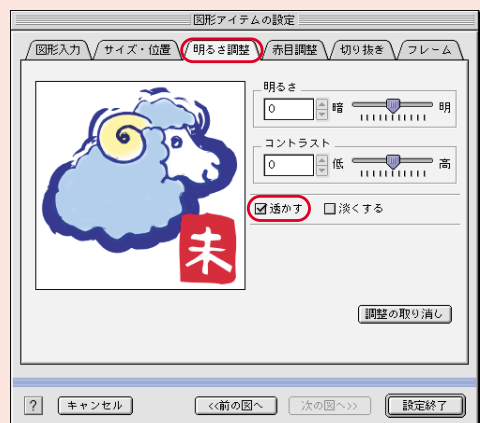 図形アイテムの設定
図形入力 サイズ・位置 明るさ調整 赤目調整 切り抜き フレーム
明るさ
0 暗 明
コントラスト
0 低 高
透かす 淡くする
未
調整の取り消し
? キャンセル <<前の図へ 次の図へ>> 設定終了